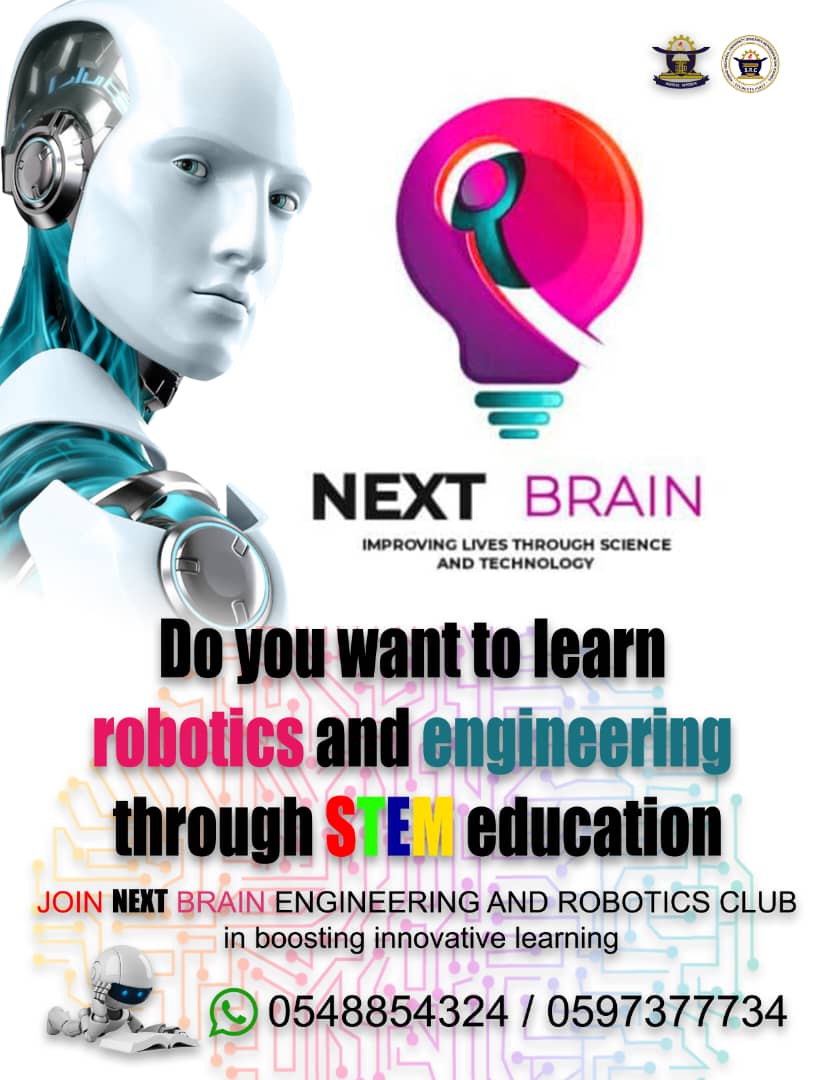 NEXT BRAIN
IMPROVING LIVES THROUGH SCIENCE
AND TECHNOLOGY
Do you want to learn
robotics and engineering
through STEM education
JOIN NEXT BRAIN ENGINEERING AND ROBOTICS CLUB
in boosting innovative learning
0548854324 / 0597377734